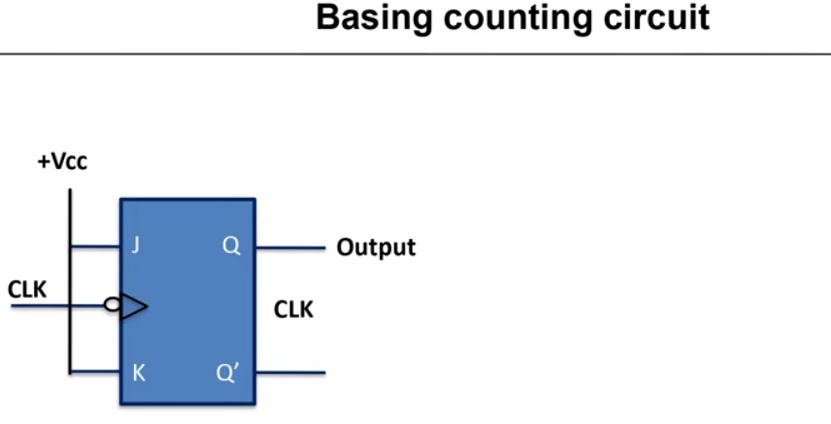 Basing counting circuit
+Vcc
J Q Output
CLK
CLK
K Q′